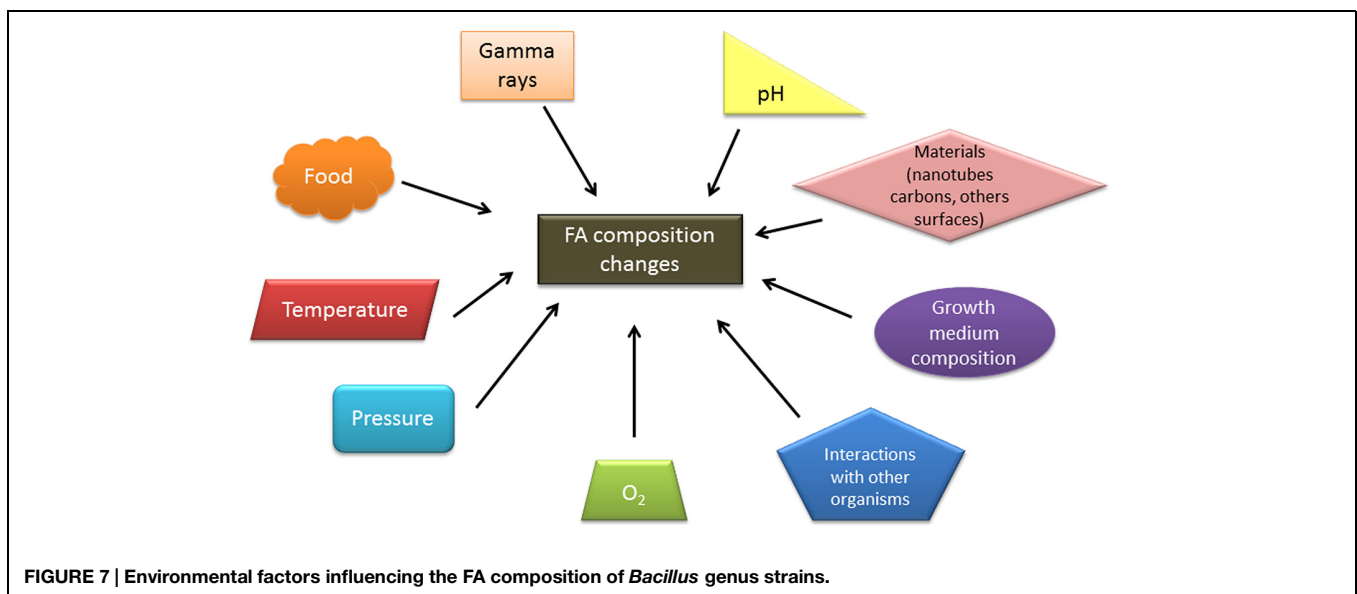 Gamma
rays
pH
Food
Materials
(nanotubes
carbons, others
surfaces)
FA composition
changes
Temperature
Growth
medium
composition
Pressure
Interactions
with other
organisms
O₂
FIGURE 7 | Environmental factors influencing the FA composition of Bacillus genus strains.